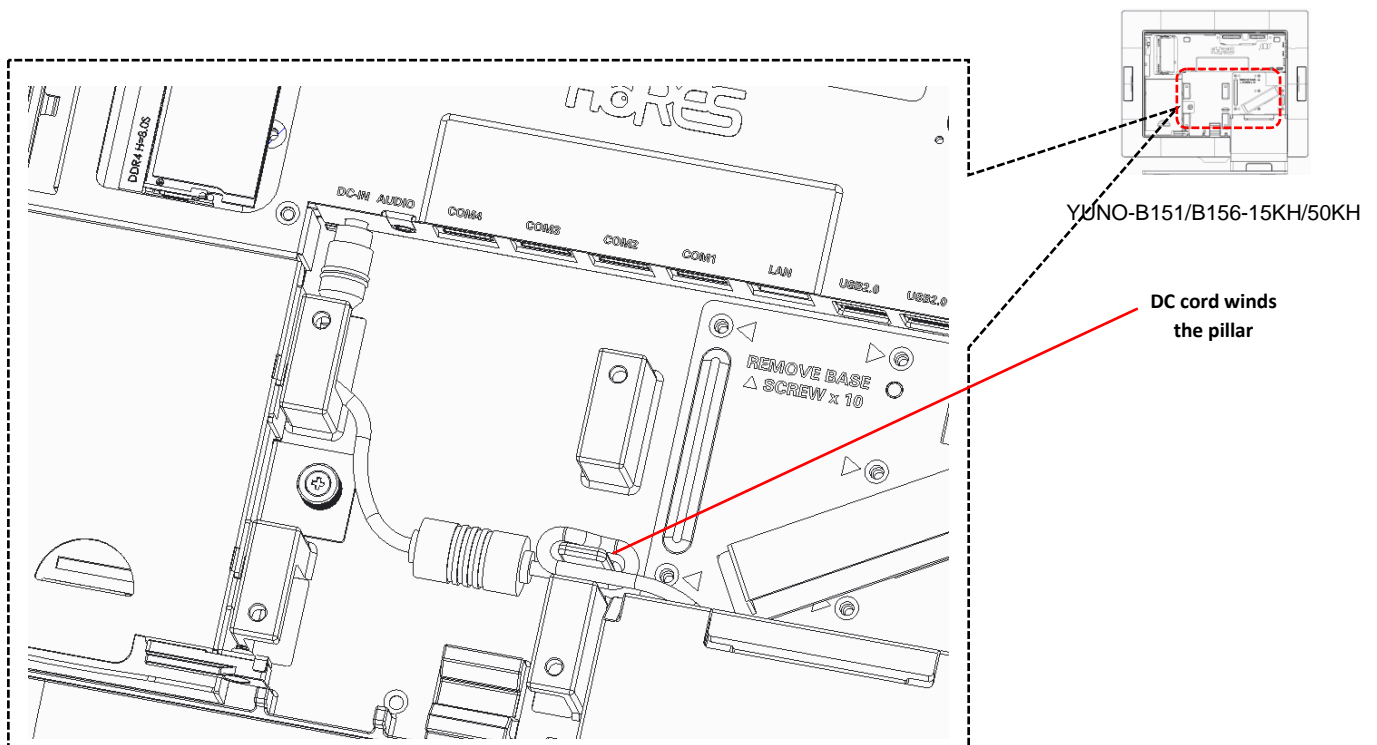 DDR4 H=8.0S
DC-IN AUDIO
COM4
COM3
COM2
COM1
LAN
USB2.0
USB2.0
REMOVE BASE
△ SCREW x 10
YUNO-B151/B156-15KH/50KH
DC cord winds
the pillar